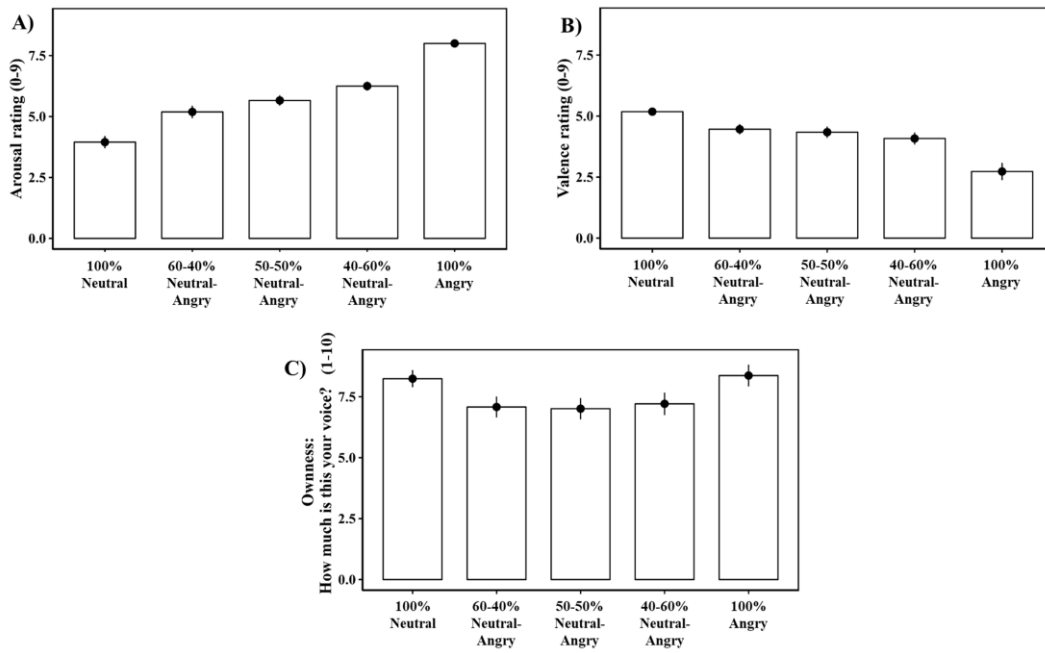 A)
Arousal rating (0-9)
7.5
5.0
2.5
0.0
100%
Neutral
60-40%
Neutral-
Angry
50-50%
Neutral-
Angry
40-60%
Neutral-
Angry
100%
Angry
B)
Valence rating (0-9)
7.5
5.0
2.5
0.0
100%
Neutral
60-40%
Neutral-
Angry
50-50%
Neutral-
Angry
40-60%
Neutral-
Angry
100%
Angry
C)
Ownness:
How much is this your voice? (1-10)
7.5
5.0
2.5
0.0
100%
Neutral
60-40%
Neutral-
Angry
50-50%
Neutral-
Angry
40-60%
Neutral-
Angry
100%
Angry